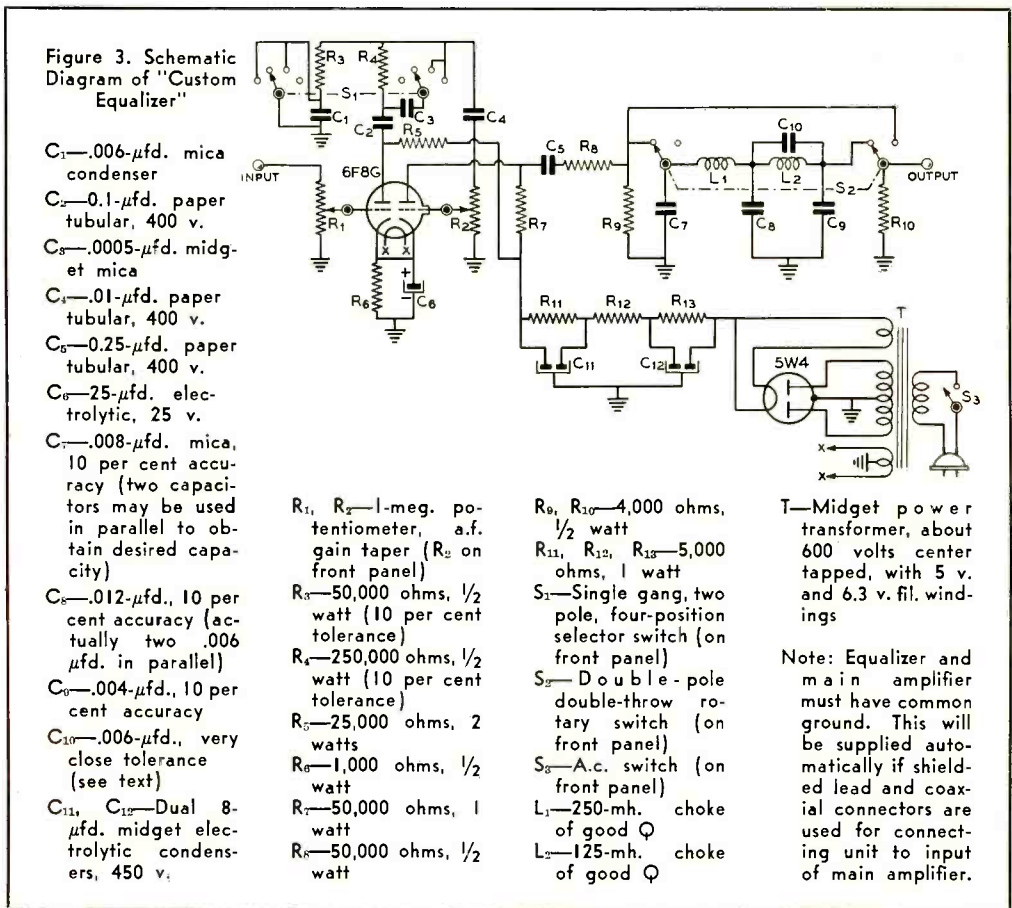 Figure 3. Schematic
Diagram of "Custom
Equalizer"
C₁—.006-μfd. mica
condenser
C₂—0.1-μfd. paper
tubular, 400 v.
C₃—.0005-μfd. midg-
et mica
C₄—.01-μfd. paper
tubular, 400 v.
C₅—0.25-μfd. paper
tubular, 400 v.
C₆—25-μfd. elec-
trolytic, 25 v.
C₇—.008-μfd. mica,
10 per cent accu-
racy (two capaci-
tors may be used
in parallel to ob-
tain desired capa-
city)
C₈—.012-μfd., 10 per
cent accuracy (ac-
tually two .006
μfd. in parallel)
C₉—.004-μfd., 10 per
cent accuracy
C₁₀—.006-μfd., very
close tolerance
(see text)
C₁₁, C₁₂—Dual 8-
μfd. midget elec-
trolytic condens-
ers, 450 v.
R₁, R₂—1-meg. po-
tentiometer, a.f.
gain taper (R₂ on
front panel)
R₃—50,000 ohms, ½
watt (10 per cent
tolerance)
R₄—250,000 ohms, ½
watt (10 per cent
tolerance)
R₅—25,000 ohms, 2
watts
R₆—1,000 ohms, ½
watt
R₇—50,000 ohms, 1
watt
R₈—50,000 ohms, ½
watt
R₉, R₁₀—4,000 ohms,
½ watt
R₁₁, R₁₂, R₁₃—5,000
ohms, 1 watt
S₁—Single gang, two
pole, four-position
selector switch (on
front panel)
S₂—Double-pole
double-throw ro-
tary switch (on
front panel)
S₃—A.c. switch (on
front panel)
L₁—250-mh. choke
of good Q
L₂—125-mh. choke
of good Q
T—Midget power
transformer, about
600 volts center
tapped, with 5 v.
and 6.3 v. fil. wind-
ings
Note: Equalizer and
main amplifier
must have common
ground. This will
be supplied auto-
matically if shield-
ed lead and coax-
ial connectors are
used for connect-
ing unit to input
of main amplifier.
R₃
R₄
S₁
C₁
C₂
C₃
C₄
R₅
INPUT
6F8G
R₁
R₂
x x
R₆
+
−
C₆
C₅
R₈
R₇
R₉
C₇
L₁
C₁₀
L₂
S₂
C₈
C₉
R₁₀
OUTPUT
R₁₁
R₁₂
R₁₃
C₁₁
C₁₂
5W4
T
S₃
x
x